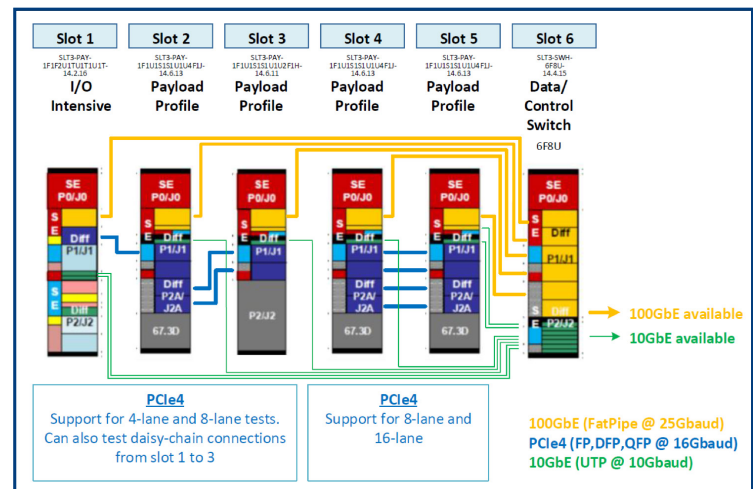 Slot 1
Slot 2
Slot 3
Slot 4
Slot 5
Slot 6
SLT3-PAY-
1F1F2U1TU1T1U1T-
14.2.16
SLT3-PAY-
1F1U1S1S1U1U4F1J-
14.6.13
SLT3-PAY-
1F1U1S1S1U1U2F1H-
14.6.11
SLT3-PAY-
1F1U1S1S1U1U4F1J-
14.6.13
SLT3-PAY-
1F1U1S1S1U1U4F1J-
14.6.13
SLT3-SWH-
6F8U-
14.4.15
I/O
Intensive
Payload
Profile
Payload
Profile
Payload
Profile
Payload
Profile
Data/
Control
Switch
6F8U
SE
P0/J0
S
E
Diff
P1/J1
S
E
Diff
P2/J2
SE
P0/J0
S
E
Diff
P1/J1
Diff
P2A/
J2A
67.3D
SE
P0/J0
S
E
Diff
P1/J1
P2/J2
SE
P0/J0
S
E
Diff
P1/J1
Diff
P2A/
J2A
67.3D
SE
P0/J0
S
E
Diff
P1/J1
Diff
P2A/
J2A
67.3D
SE
P0/J0
S
E
Diff
P1/J1
S
E
Diff
P2/J2
100GbE available
10GbE available
PCIe4
Support for 4-lane and 8-lane tests.
Can also test daisy-chain connections
from slot 1 to 3
PCIe4
Support for 8-lane and
16-lane
100GbE (FatPipe @ 25Gbaud)
PCIe4 (FP,DFP,QFP @ 16Gbaud)
10GbE (UTP @ 10Gbaud)